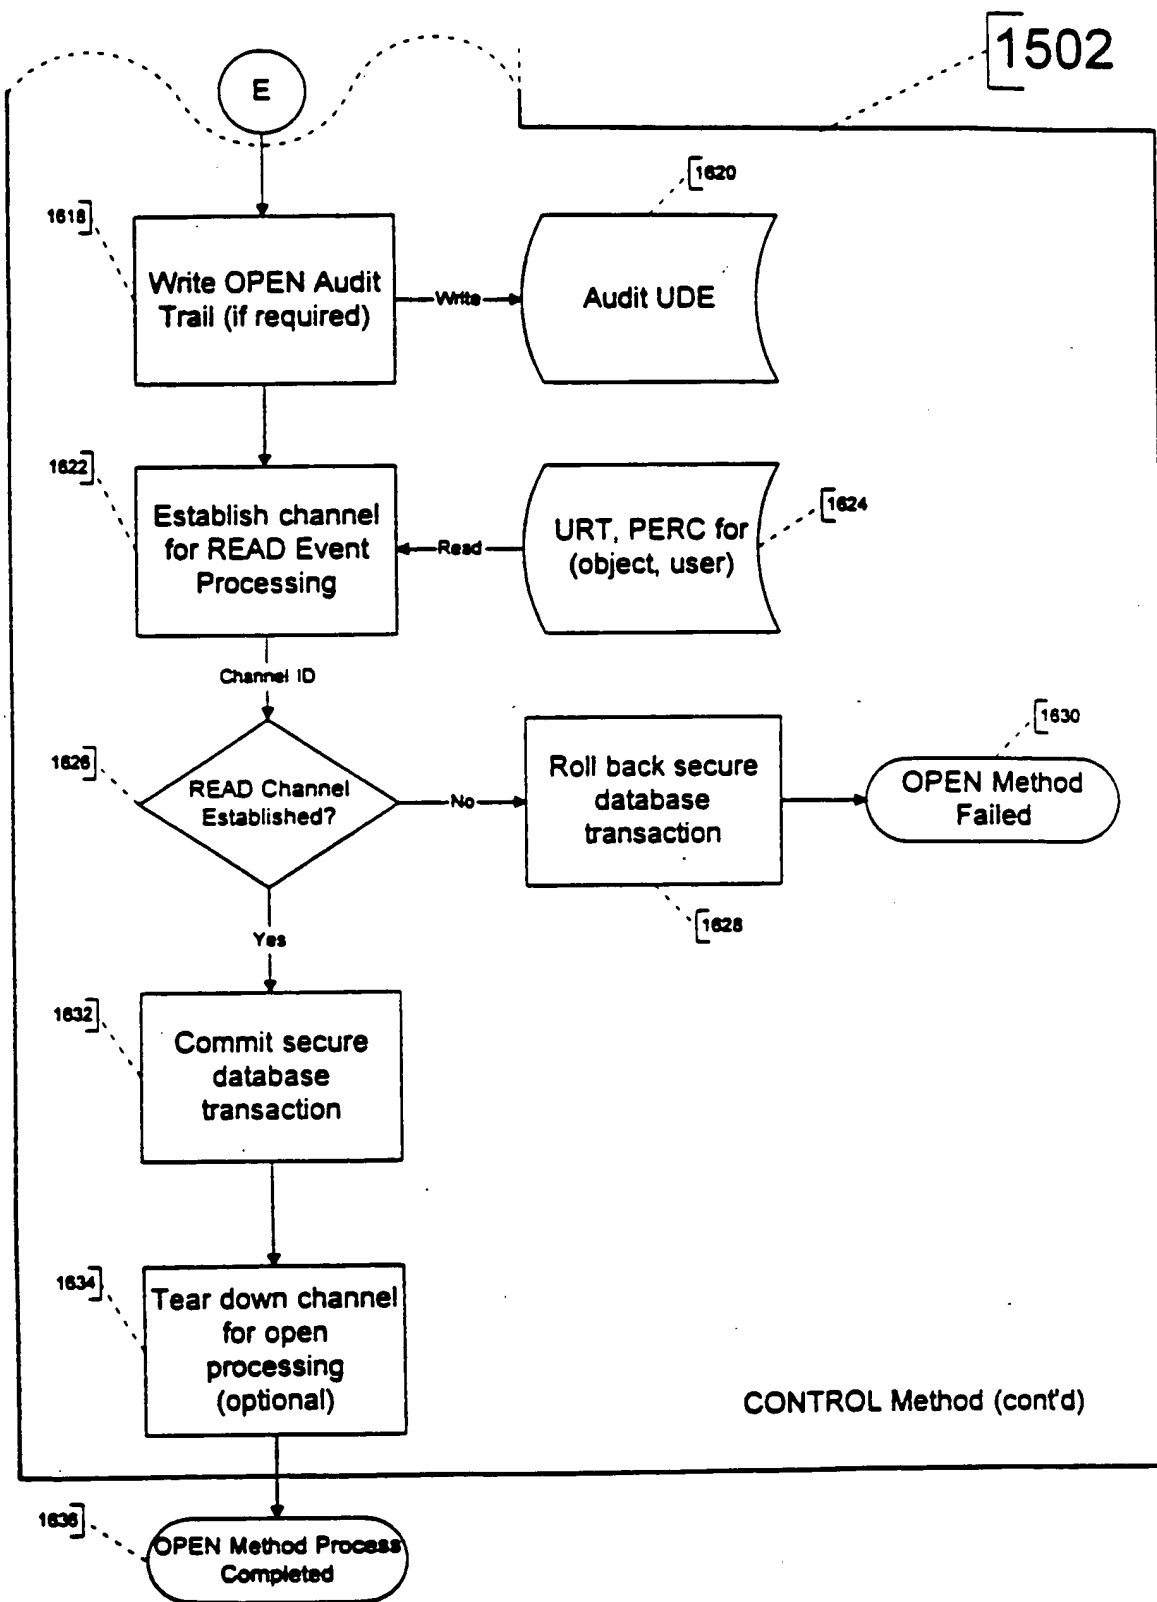 1502
E
1620
1618
Write OPEN Audit
Trail (if required)
Write
Audit UDE
1622
Establish channel
for READ Event
Processing
Read
URT, PERC for
(object, user)
1624
Channel ID
1626
READ Channel
Established?
No
Roll back secure
database
transaction
1630
OPEN Method
Failed
1628
Yes
1632
Commit secure
database
transaction
1634
Tear down channel
for open
processing
(optional)
CONTROL Method (cont'd)
1636
OPEN Method Process
Completed